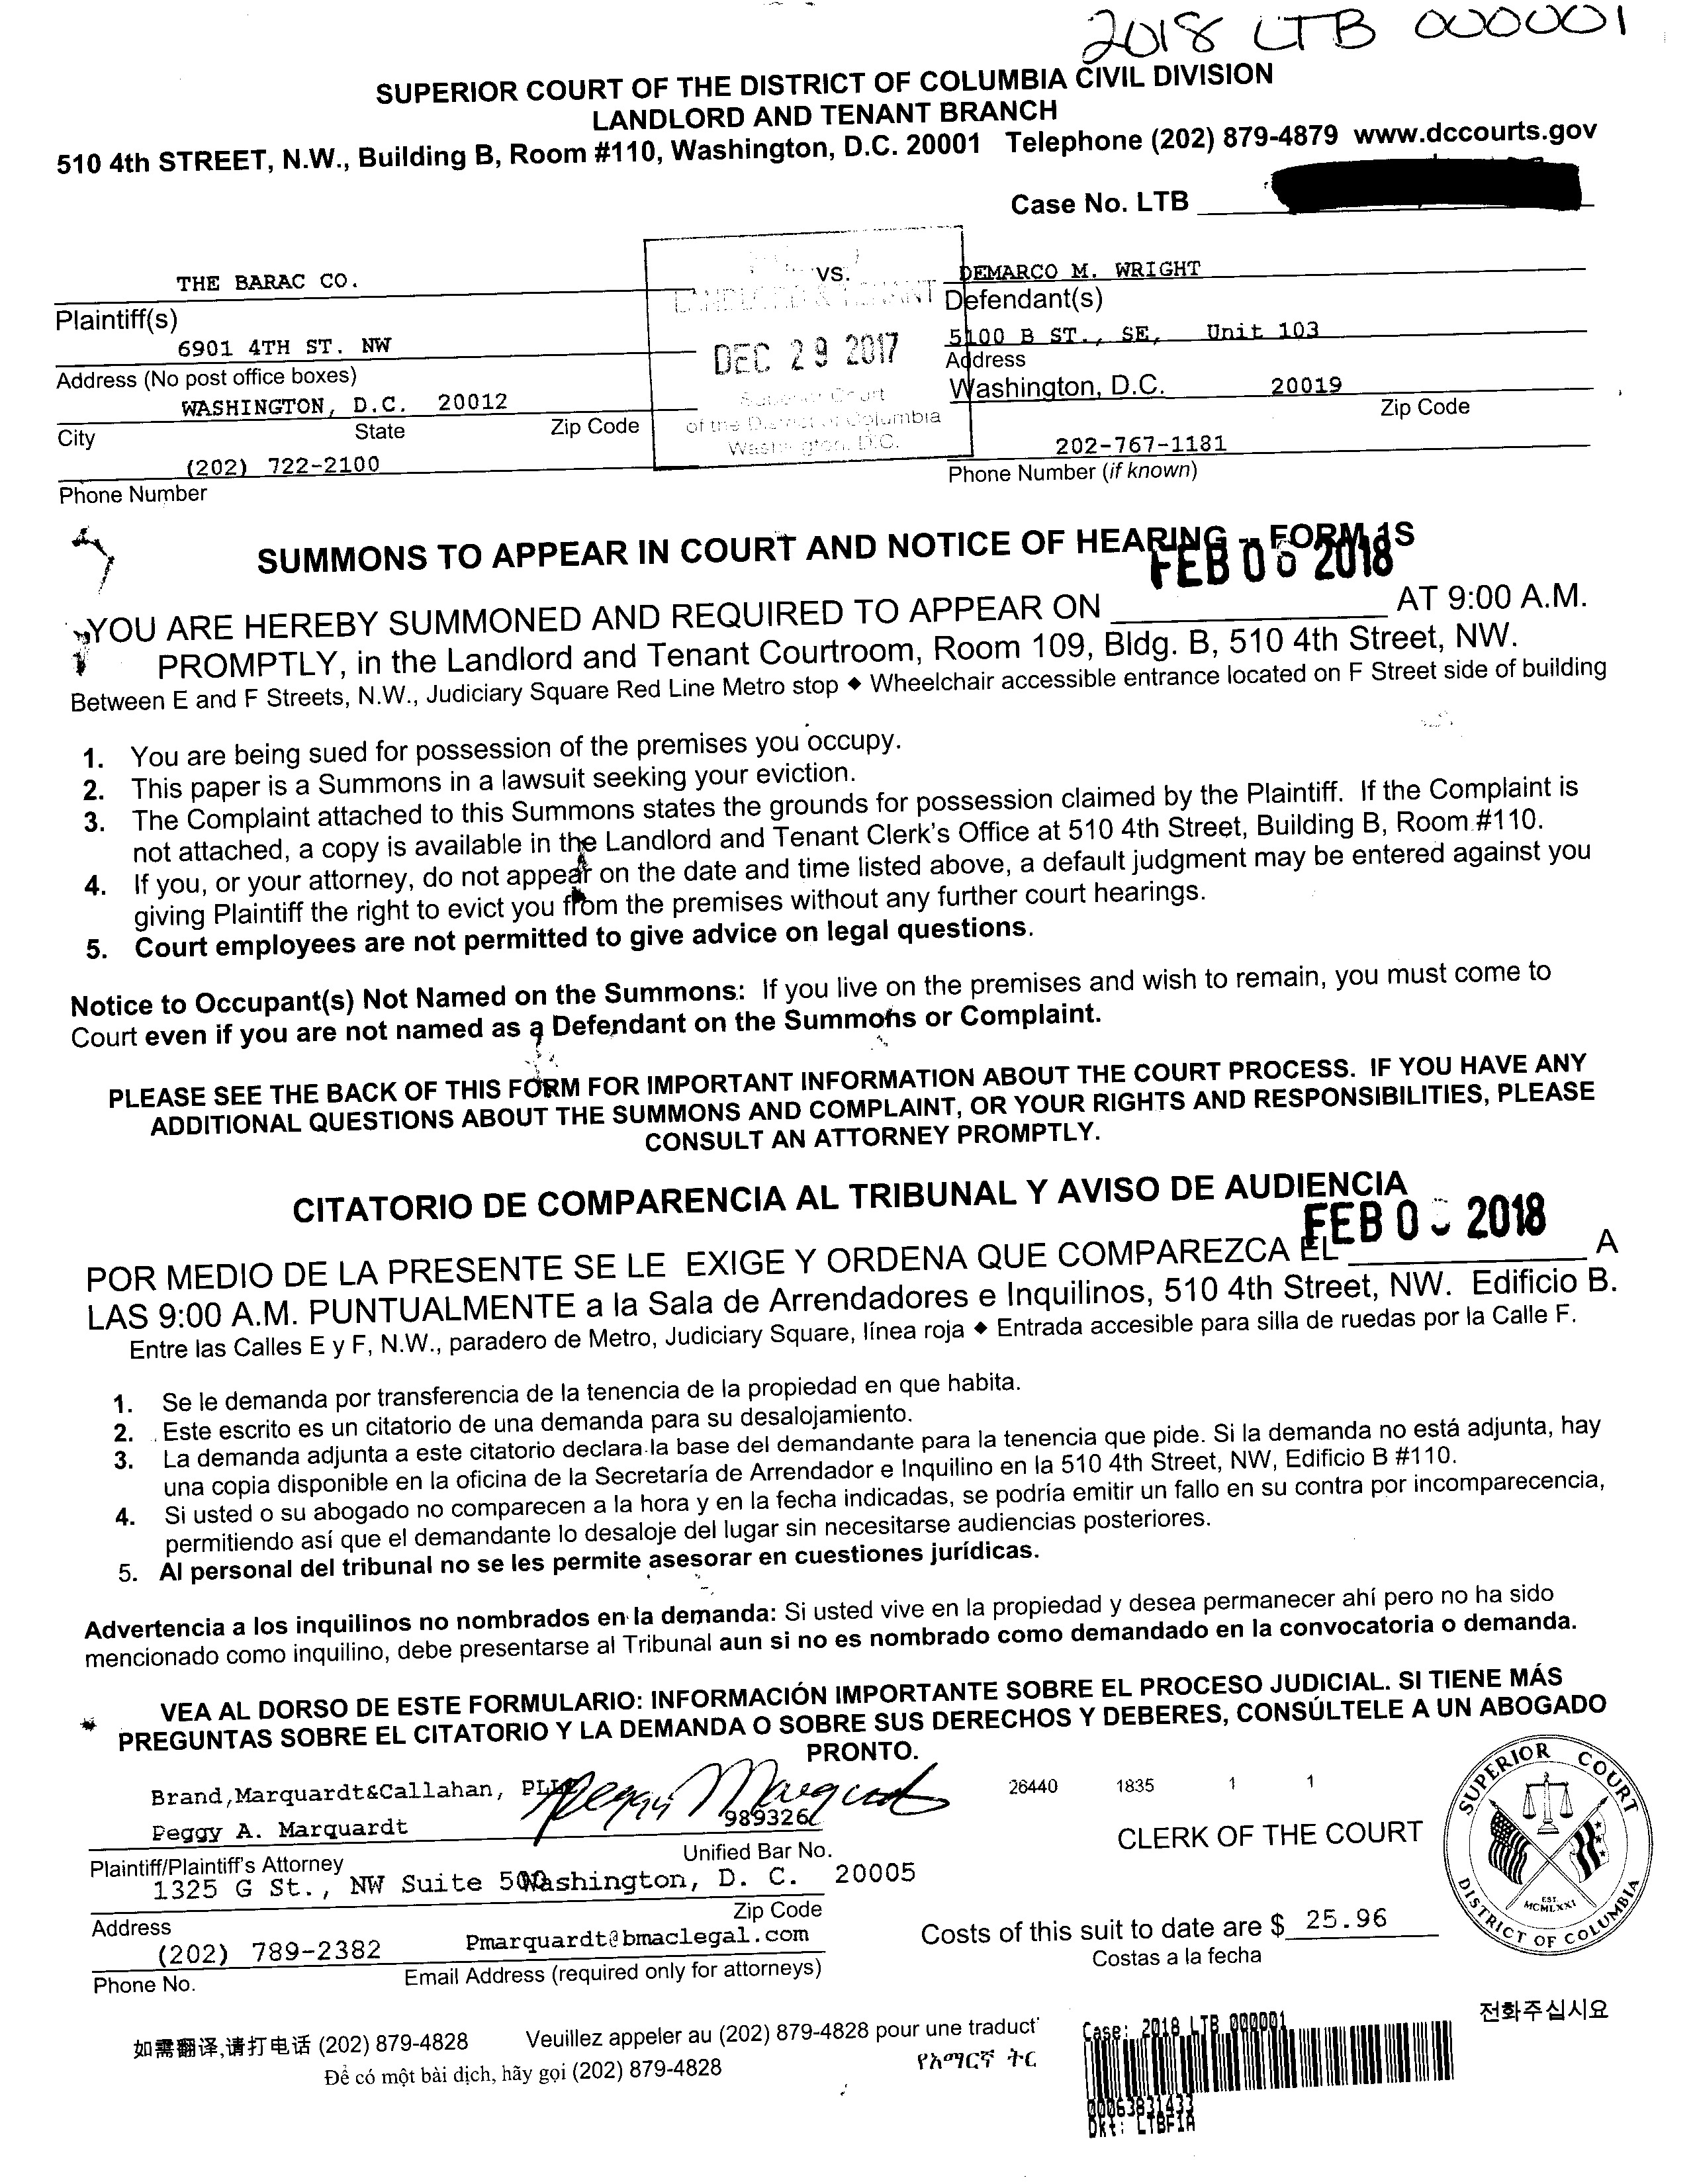 2018 LTB 000001
SUPERIOR COURT OF THE DISTRICT OF COLUMBIA CIVIL DIVISION
LANDLORD AND TENANT BRANCH
510 4th STREET, N.W., Building B, Room #110, Washington, D.C. 20001 Telephone (202) 879-4879 www.dccourts.gov
Case No. LTB
THE BARAC CO.
Plaintiff(s)
6901 4TH ST. NW
Address (No post office boxes)
WASHINGTON, D.C. 20012
City State Zip Code
(202) 722-2100
Phone Number
vs.
LANDLORD & TENANT
DEC 29 2017
Superior Court
of the District of Columbia
Washington, D.C.
DEMARCO M. WRIGHT
Defendant(s)
5100 B ST., SE, Unit 103
Address
Washington, D.C. 20019
Zip Code
202-767-1181
Phone Number (if known)
SUMMONS TO APPEAR IN COURT AND NOTICE OF HEARING - FORM 1S
FEB 06 2018
YOU ARE HEREBY SUMMONED AND REQUIRED TO APPEAR ON AT 9:00 A.M.
PROMPTLY, in the Landlord and Tenant Courtroom, Room 109, Bldg. B, 510 4th Street, NW.
Between E and F Streets, N.W., Judiciary Square Red Line Metro stop ◆ Wheelchair accessible entrance located on F Street side of building
1. You are being sued for possession of the premises you occupy.
2. This paper is a Summons in a lawsuit seeking your eviction.
3. The Complaint attached to this Summons states the grounds for possession claimed by the Plaintiff. If the Complaint is
not attached, a copy is available in the Landlord and Tenant Clerk's Office at 510 4th Street, Building B, Room #110.
4. If you, or your attorney, do not appear on the date and time listed above, a default judgment may be entered against you
giving Plaintiff the right to evict you from the premises without any further court hearings.
5. Court employees are not permitted to give advice on legal questions.
Notice to Occupant(s) Not Named on the Summons: If you live on the premises and wish to remain, you must come to
Court even if you are not named as a Defendant on the Summons or Complaint.
PLEASE SEE THE BACK OF THIS FORM FOR IMPORTANT INFORMATION ABOUT THE COURT PROCESS. IF YOU HAVE ANY
ADDITIONAL QUESTIONS ABOUT THE SUMMONS AND COMPLAINT, OR YOUR RIGHTS AND RESPONSIBILITIES, PLEASE
CONSULT AN ATTORNEY PROMPTLY.
CITATORIO DE COMPARENCIA AL TRIBUNAL Y AVISO DE AUDIENCIA
FEB 0 2018
POR MEDIO DE LA PRESENTE SE LE EXIGE Y ORDENA QUE COMPAREZCA EL A
LAS 9:00 A.M. PUNTUALMENTE a la Sala de Arrendadores e Inquilinos, 510 4th Street, NW. Edificio B.
Entre las Calles E y F, N.W., paradero de Metro, Judiciary Square, línea roja ◆ Entrada accesible para silla de ruedas por la Calle F.
1. Se le demanda por transferencia de la tenencia de la propiedad en que habita.
2. Este escrito es un citatorio de una demanda para su desalojamiento.
3. La demanda adjunta a este citatorio declara la base del demandante para la tenencia que pide. Si la demanda no está adjunta, hay
una copia disponible en la oficina de la Secretaría de Arrendador e Inquilino en la 510 4th Street, NW, Edificio B #110.
4. Si usted o su abogado no comparecen a la hora y en la fecha indicadas, se podría emitir un fallo en su contra por incomparecencia,
permitiendo así que el demandante lo desaloje del lugar sin necesitarse audiencias posteriores.
5. Al personal del tribunal no se les permite asesorar en cuestiones jurídicas.
Advertencia a los inquilinos no nombrados en la demanda: Si usted vive en la propiedad y desea permanecer ahí pero no ha sido
mencionado como inquilino, debe presentarse al Tribunal aun si no es nombrado como demandado en la convocatoria o demanda.
VEA AL DORSO DE ESTE FORMULARIO: INFORMACIÓN IMPORTANTE SOBRE EL PROCESO JUDICIAL. SI TIENE MÁS
PREGUNTAS SOBRE EL CITATORIO Y LA DEMANDA O SOBRE SUS DERECHOS Y DEBERES, CONSÚLTELE A UN ABOGADO
PRONTO.
Brand,Marquardt&Callahan, PLLC Peggy Marquardt
Peggy A. Marquardt 989326
Plaintiff/Plaintiff's Attorney Unified Bar No.
1325 G St., NW Suite 500 Washington, D. C. 20005
Address Zip Code
(202) 789-2382 Pmarquardt@bmaclegal.com
Phone No. Email Address (required only for attorneys)
26440 1835 1 1
CLERK OF THE COURT
SUPERIOR COURT
DISTRICT OF COLUMBIA
EST.
MCMLXXI
Costs of this suit to date are $ 25.96
Costas a la fecha
如需翻译,请打电话 (202) 879-4828 Veuillez appeler au (202) 879-4828 pour une traduct
Để có một bài dịch, hãy gọi (202) 879-4828 የአማርኛ ትር
전화주십시오
Case: 2018 LTB 000001
00063831433
Dkt: LTBFIA